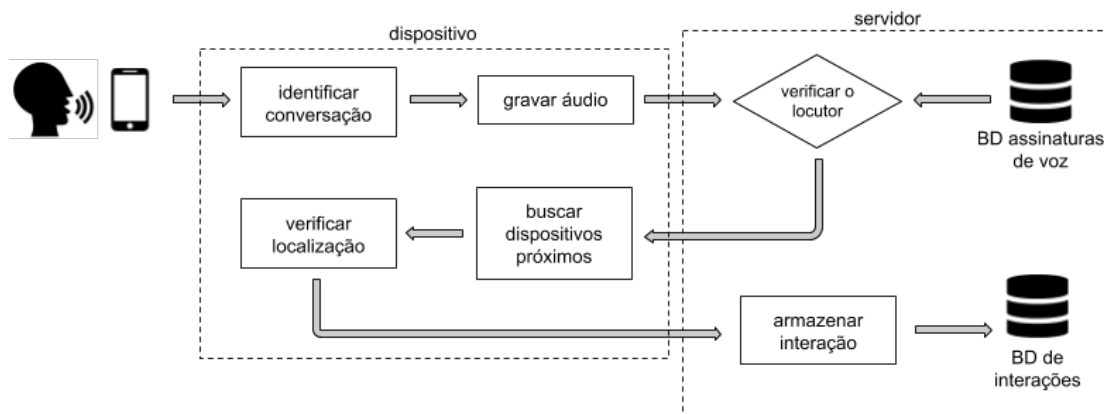 dispositivo
servidor
identificar
conversação
gravar áudio
verificar o
locutor
BD assinaturas
de voz
verificar
localização
buscar
dispositivos
próximos
armazenar
interação
BD de
interações